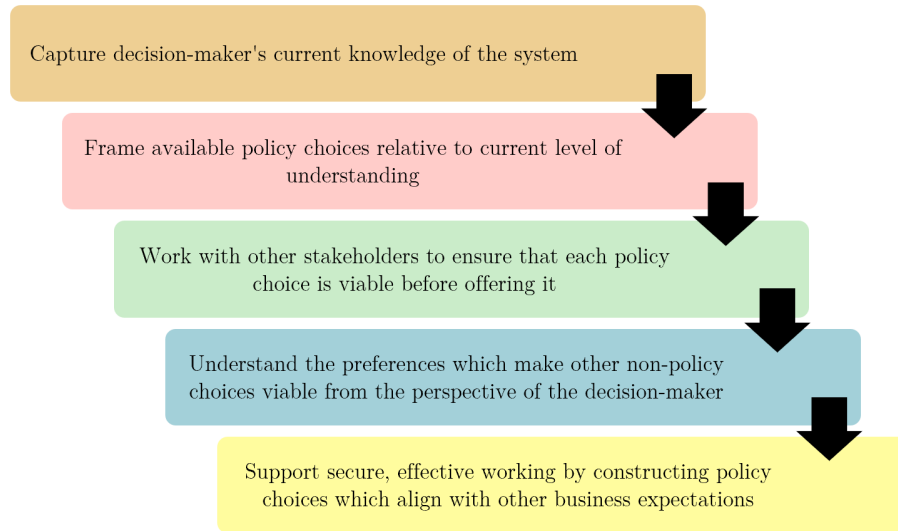 Capture decision-maker's current knowledge of the system
Frame available policy choices relative to current level of
understanding
Work with other stakeholders to ensure that each policy
choice is viable before offering it
Understand the preferences which make other non-policy
choices viable from the perspective of the decision-maker
Support secure, effective working by constructing policy
choices which align with other business expectations